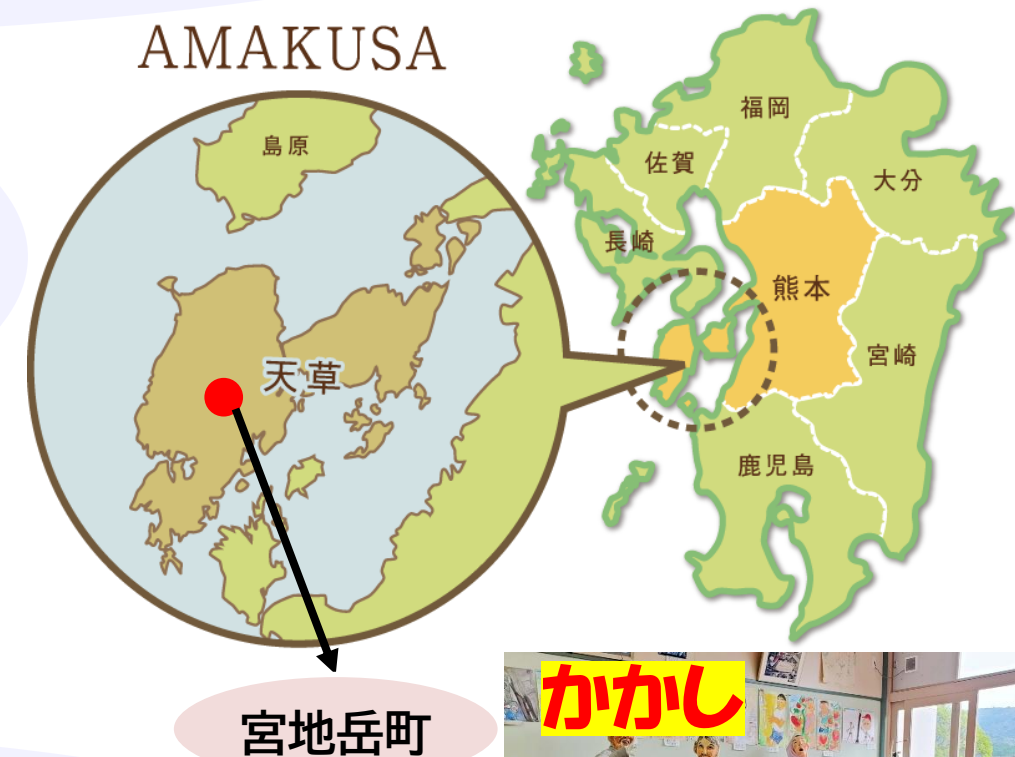 AMAKUSA
島原
天草
福岡
佐賀
大分
長崎
熊本
宮崎
鹿児島
宮地岳町
かかし